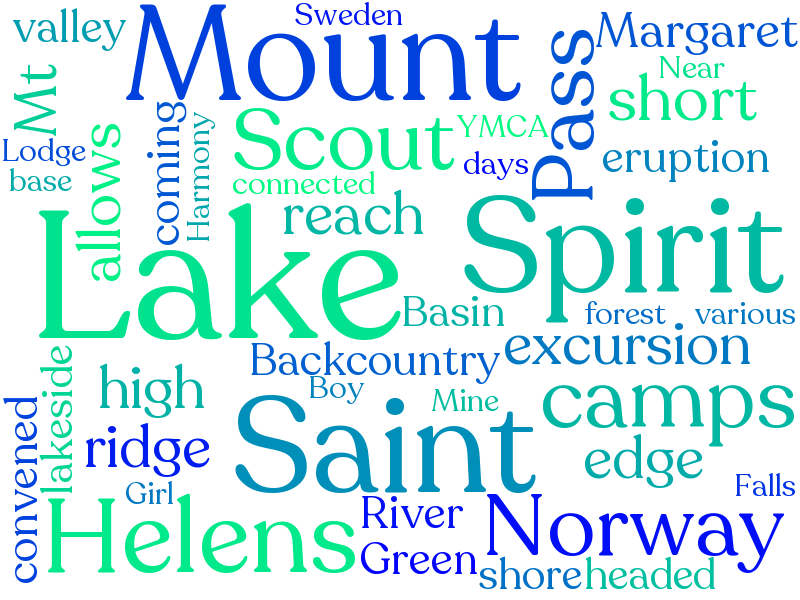 Sweden
valley
Mount
Margaret
Pass
Near
Mt
short
coming
Scout
YMCA
Harmony
Lodge
allows
days
eruption
base
connected
reach
Spirit
Lake
Basin
forest
various
Backcountry
excursion
lakeside
high
Boy
Mine
camps
convened
Saint
ridge
edge
Girl
Falls
Helens
River
Norway
Green
shore
headed